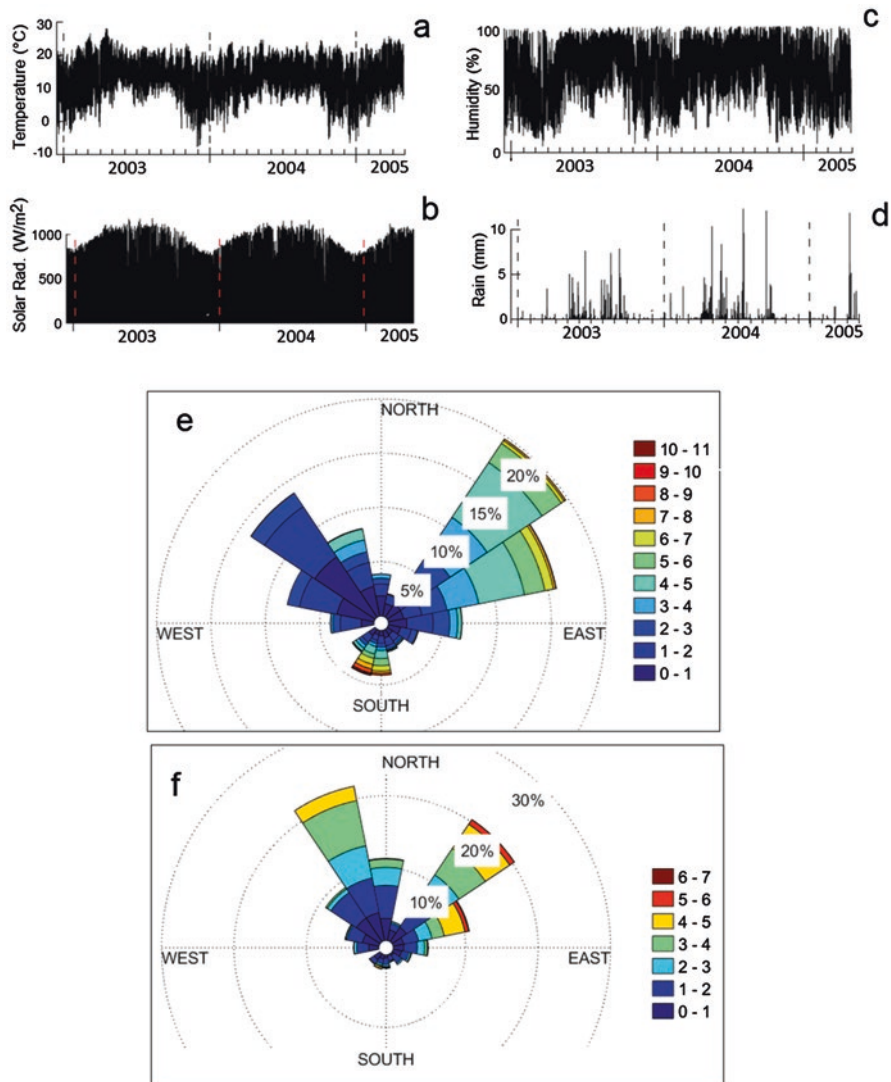 a
Temperature (°C)
30
20
10
0
-10
2003
2004
2005
c
Humidity (%)
100
50
0
2003
2004
2005
b
Solar Rad. (W/m²)
1000
500
0
2003
2004
2005
d
Rain (mm)
10
5
0
2003
2004
2005
e
NORTH
20%
15%
10%
5%
WEST
EAST
SOUTH
10 - 11
9 - 10
8 - 9
7 - 8
6 - 7
5 - 6
4 - 5
3 - 4
2 - 3
1 - 2
0 - 1
f
NORTH
30%
20%
10%
WEST
EAST
SOUTH
6 - 7
5 - 6
4 - 5
3 - 4
2 - 3
1 - 2
0 - 1